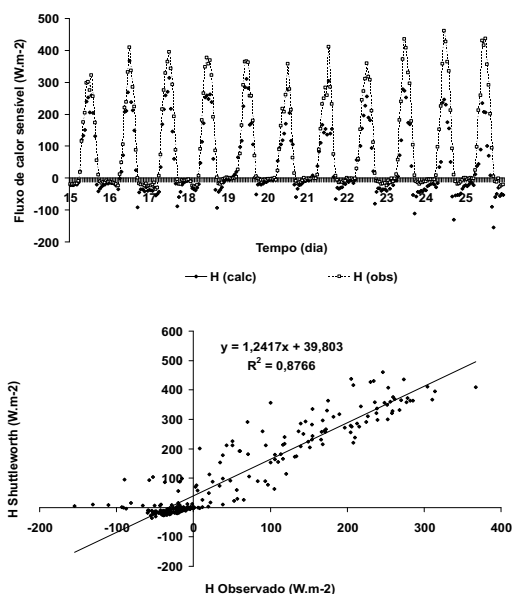 Fluxo de calor sensível (W.m-2)
500
400
300
200
100
0
-100
-200
15 16 17 18 19 20 21 22 23 24 25
Tempo (dia)
H (calc) H (obs)
H Shuttleworth (W.m-2)
y = 1,2417x + 39,803
R² = 0,8766
600
500
400
300
200
100
0
-100
-200
-200 -100 0 100 200 300 400
H Observado (W.m-2)